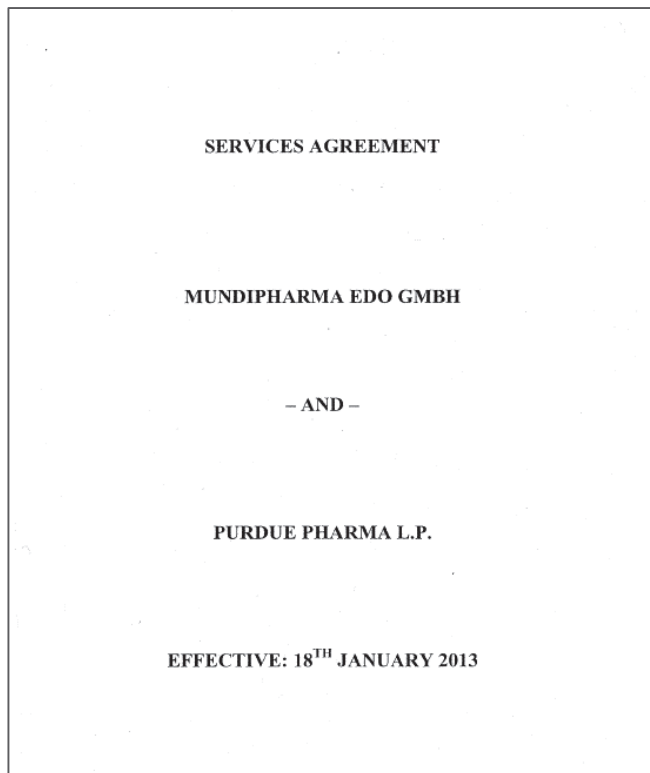 SERVICES AGREEMENT
MUNDIPHARMA EDO GMBH
– AND –
PURDUE PHARMA L.P.
EFFECTIVE: 18TH JANUARY 2013